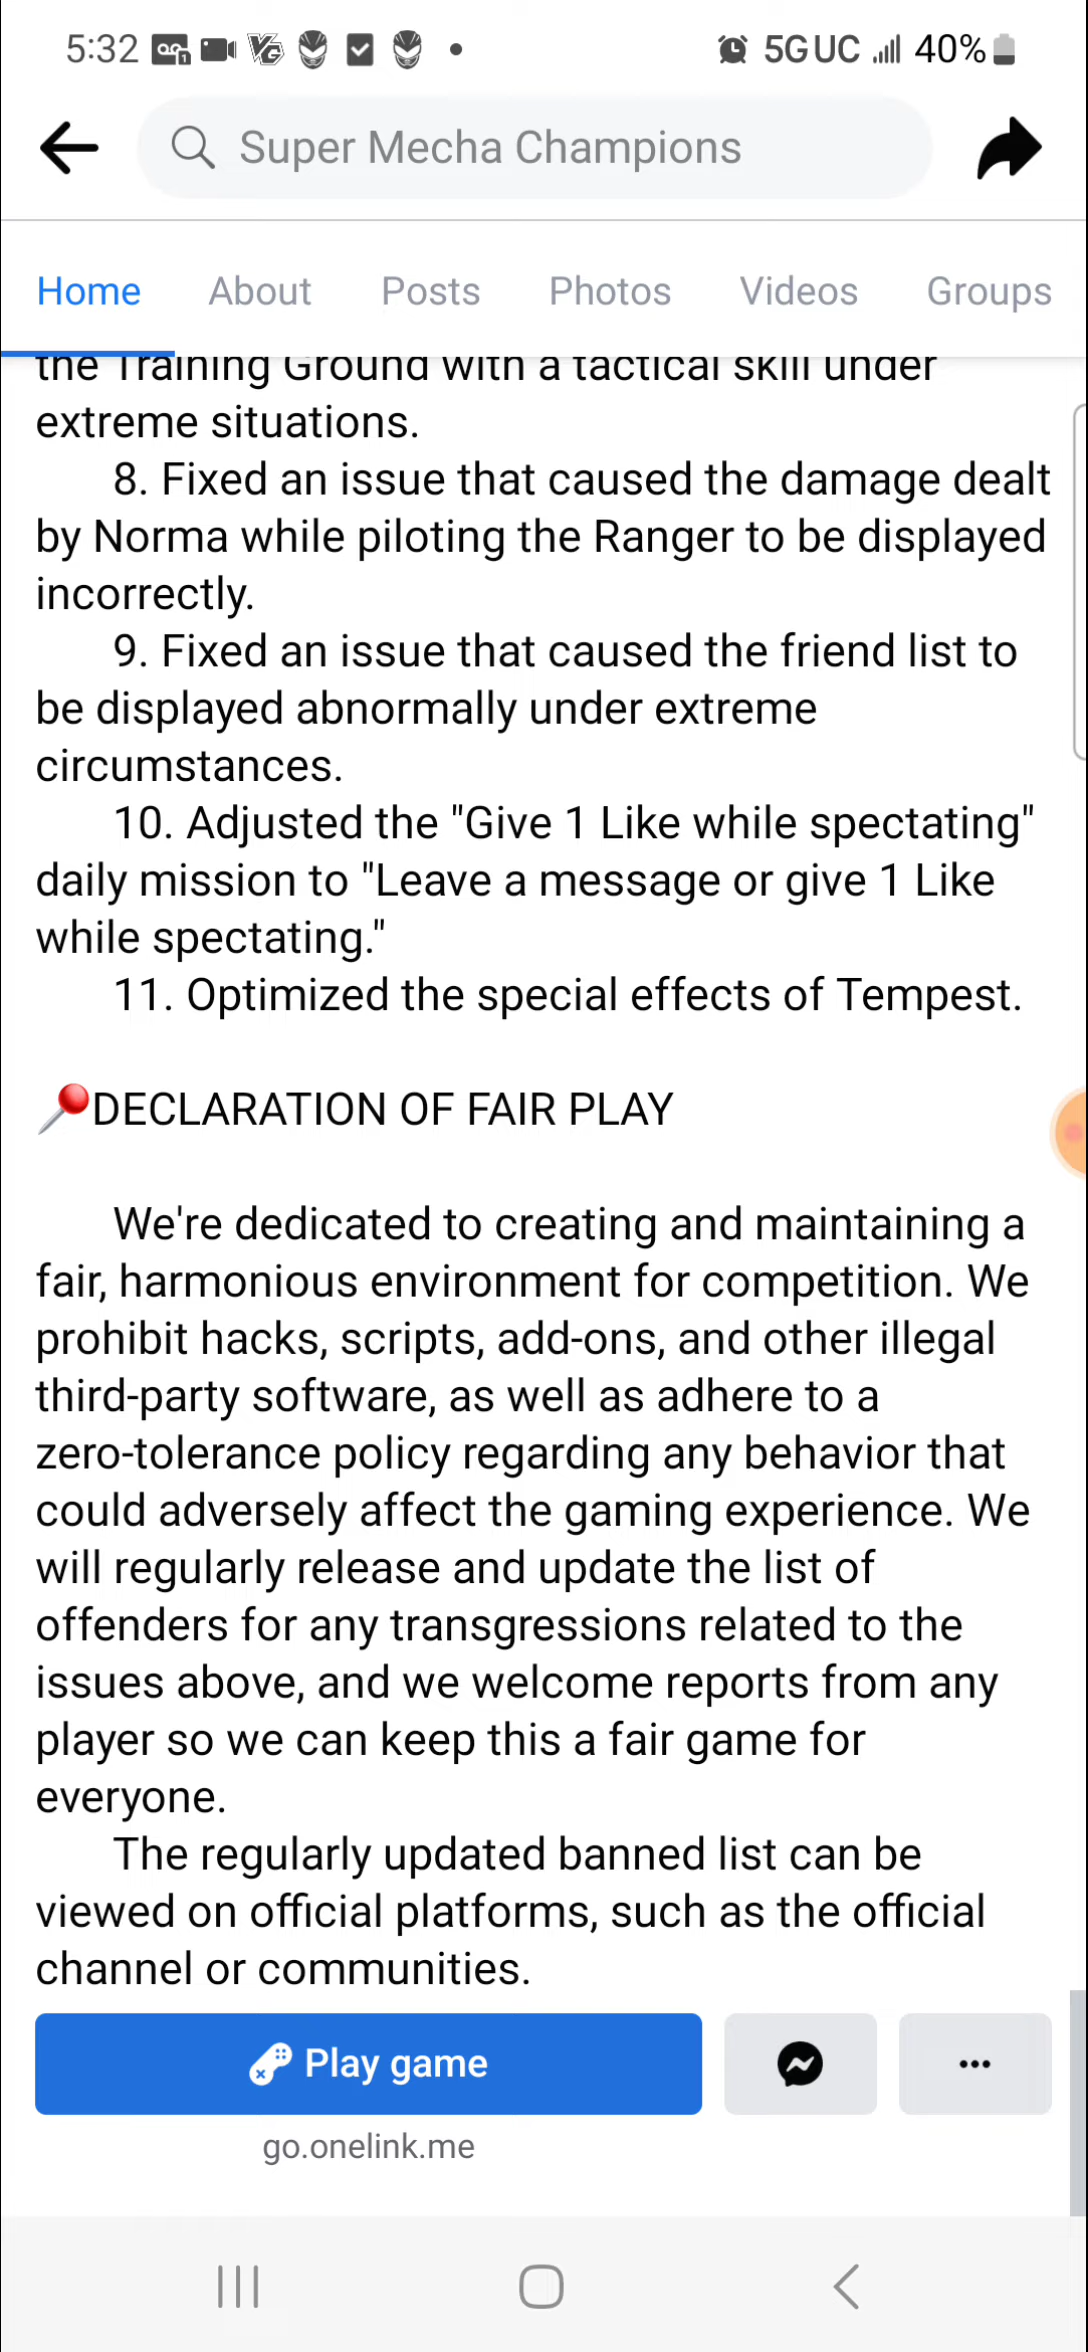 5:32
5G UC 40%
Super Mecha Champions
Home About Posts Photos Videos Groups
the Training Ground with a tactical skill under
extreme situations.
8. Fixed an issue that caused the damage dealt
by Norma while piloting the Ranger to be displayed
incorrectly.
9. Fixed an issue that caused the friend list to
be displayed abnormally under extreme
circumstances.
10. Adjusted the "Give 1 Like while spectating"
daily mission to "Leave a message or give 1 Like
while spectating."
11. Optimized the special effects of Tempest.
DECLARATION OF FAIR PLAY
We're dedicated to creating and maintaining a
fair, harmonious environment for competition. We
prohibit hacks, scripts, add-ons, and other illegal
third-party software, as well as adhere to a
zero-tolerance policy regarding any behavior that
could adversely affect the gaming experience. We
will regularly release and update the list of
offenders for any transgressions related to the
issues above, and we welcome reports from any
player so we can keep this a fair game for
everyone.
The regularly updated banned list can be
viewed on official platforms, such as the official
channel or communities.
Play game
go.onelink.me